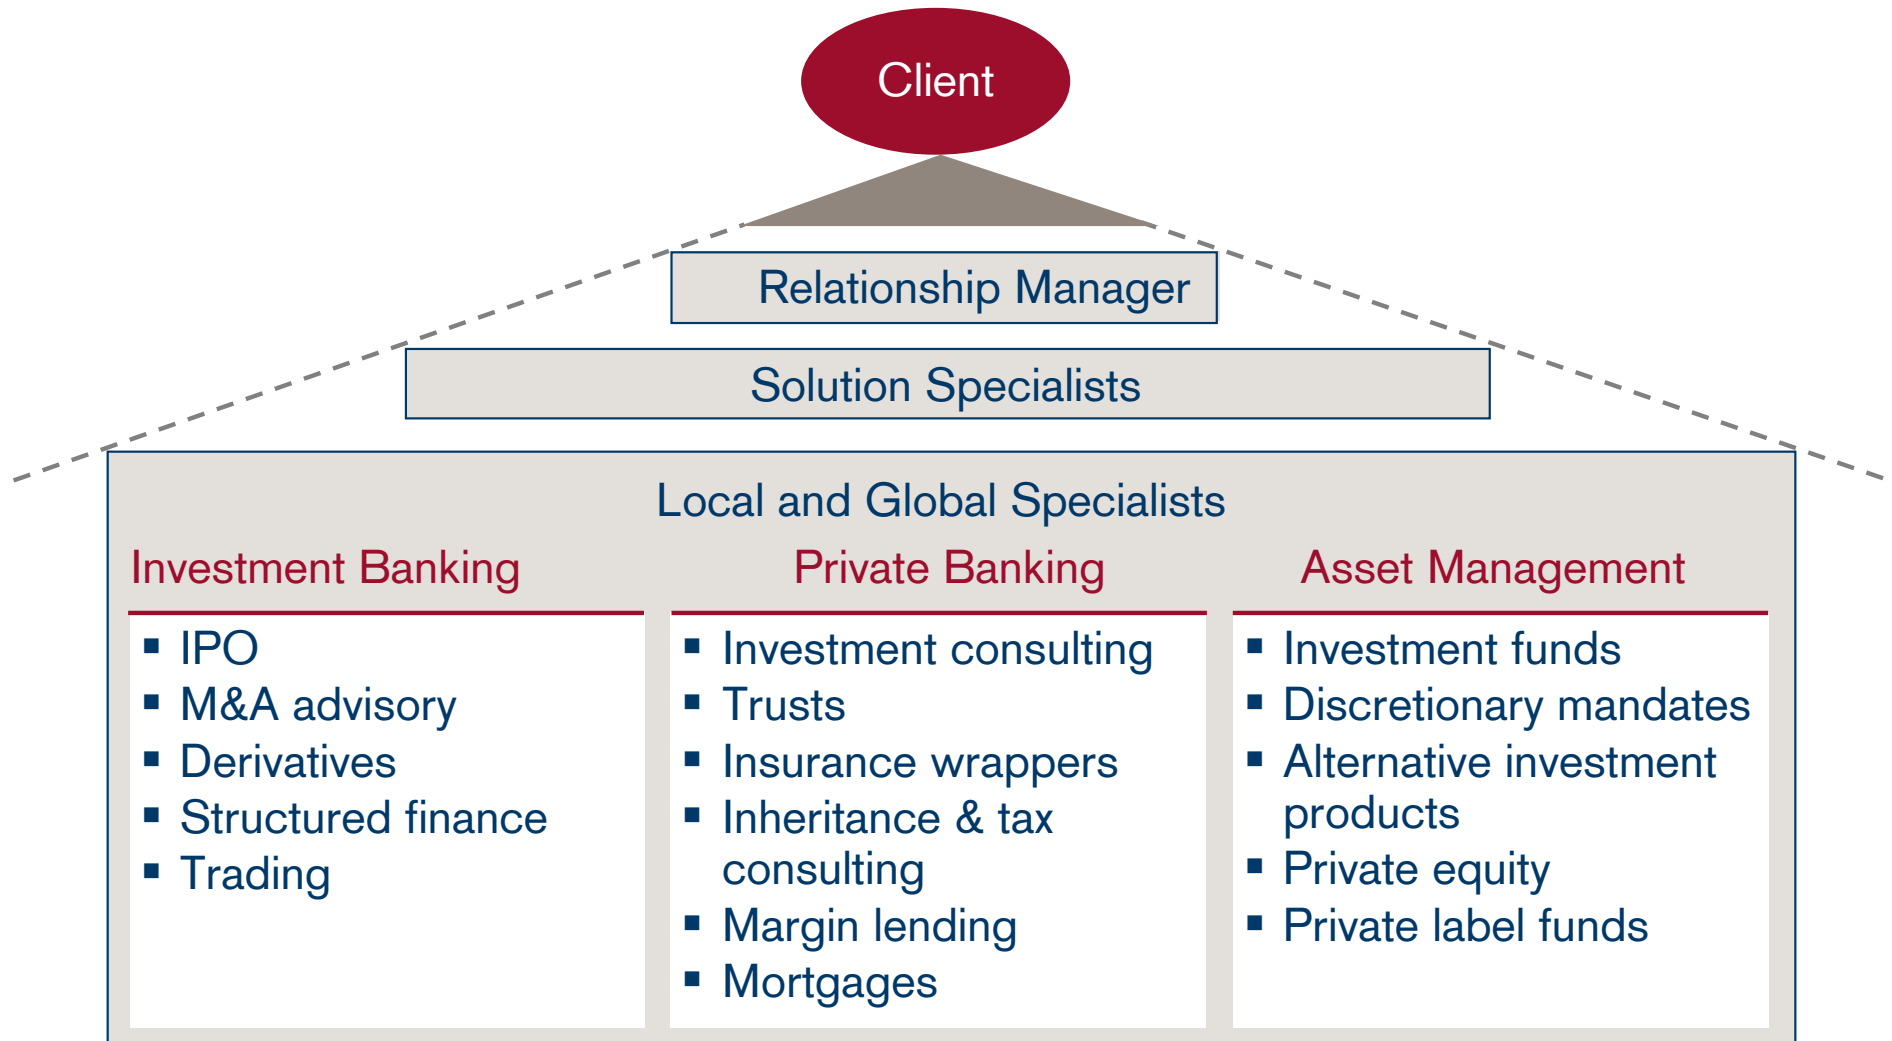 Client
Relationship Manager
Solution Specialists
Local and Global Specialists
Investment Banking
▪ IPO
▪ M&A advisory
▪ Derivatives
▪ Structured finance
▪ Trading
Private Banking
▪ Investment consulting
▪ Trusts
▪ Insurance wrappers
▪ Inheritance & tax
consulting
▪ Margin lending
▪ Mortgages
Asset Management
▪ Investment funds
▪ Discretionary mandates
▪ Alternative investment
products
▪ Private equity
▪ Private label funds